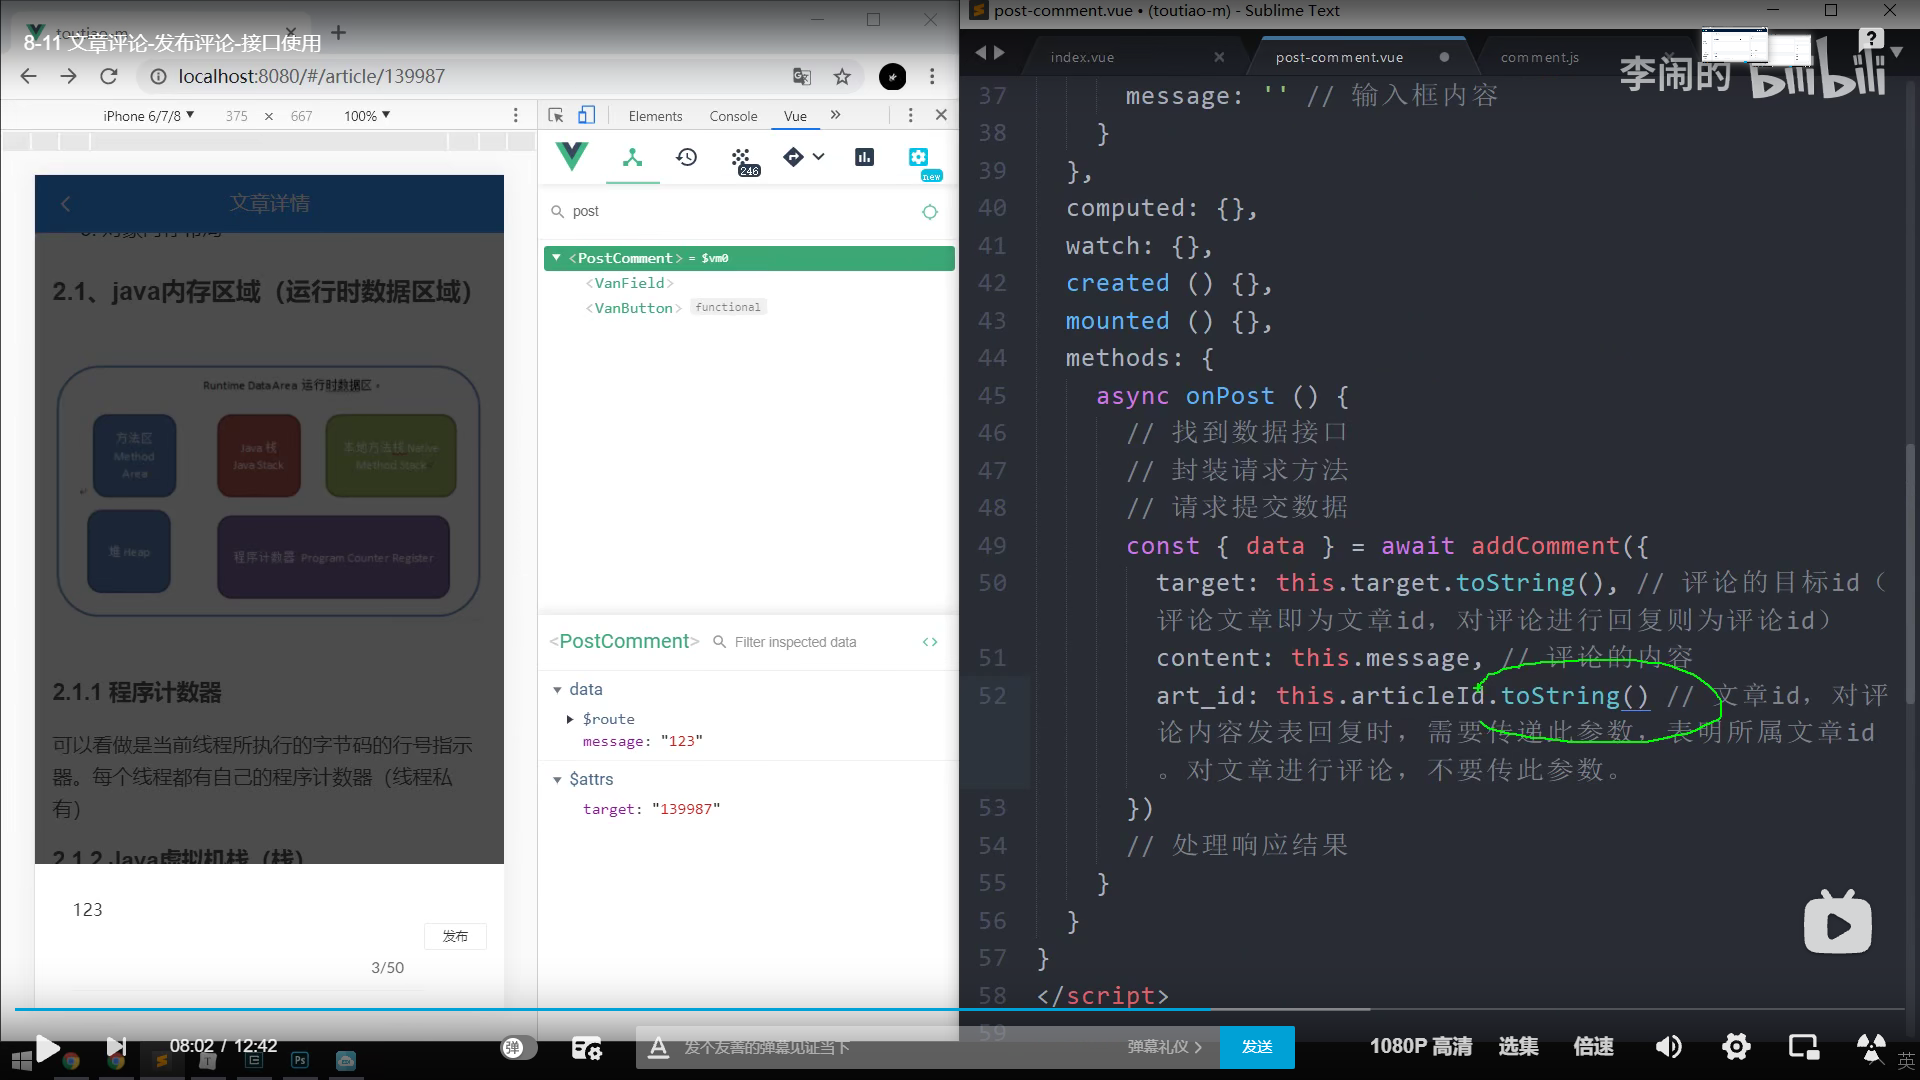 8-11 文章评论-发布评论-接口使用
localhost:8080/#/article/139987
iPhone 6/7/8 ▼ 375 × 667 100% ▼
文章详情
2.1、java内存区域（运行时数据区域）
Runtime DataArea 运行时数据区
方法区
Method
Area
Java 栈
Java Stack
本地方法栈 Native
Method Stack
堆 Heap
程序计数器 Program Counter Register
2.1.1 程序计数器
可以看做是当前线程所执行的字节码的行号指示
器。每个线程都有自己的程序计数器（线程私
有）
2.1.2 Java虚拟机栈（栈）
123
发布
3/50
Elements Console Vue »
246
new
post
<PostComment> = $vm0
<VanField>
<VanButton> functional
<PostComment> Filter inspected data
data
$route
message: "123"
$attrs
target: "139987"
post-comment.vue • (toutiao-m) - Sublime Text
index.vue × post-comment.vue comment.js
李闹的 bilibili
37 message: '' // 输入框内容
38 }
39 },
40 computed: {},
41 watch: {},
42 created () {},
43 mounted () {},
44 methods: {
45 async onPost () {
46 // 找到数据接口
47 // 封装请求方法
48 // 请求提交数据
49 const { data } = await addComment({
50 target: this.target.toString(), // 评论的目标id（
评论文章即为文章id，对评论进行回复则为评论id）
51 content: this.message, // 评论的内容
52 art_id: this.articleId.toString() // 文章id，对评
论内容发表回复时，需要传递此参数，表明所属文章id
。对文章进行评论，不要传此参数。
53 })
54 // 处理响应结果
55 }
56 }
57 }
58 </script>
59
08:02 / 12:42
弹
发个友善的弹幕见证当下 弹幕礼仪 >
发送
1080P 高清 选集 倍速
英